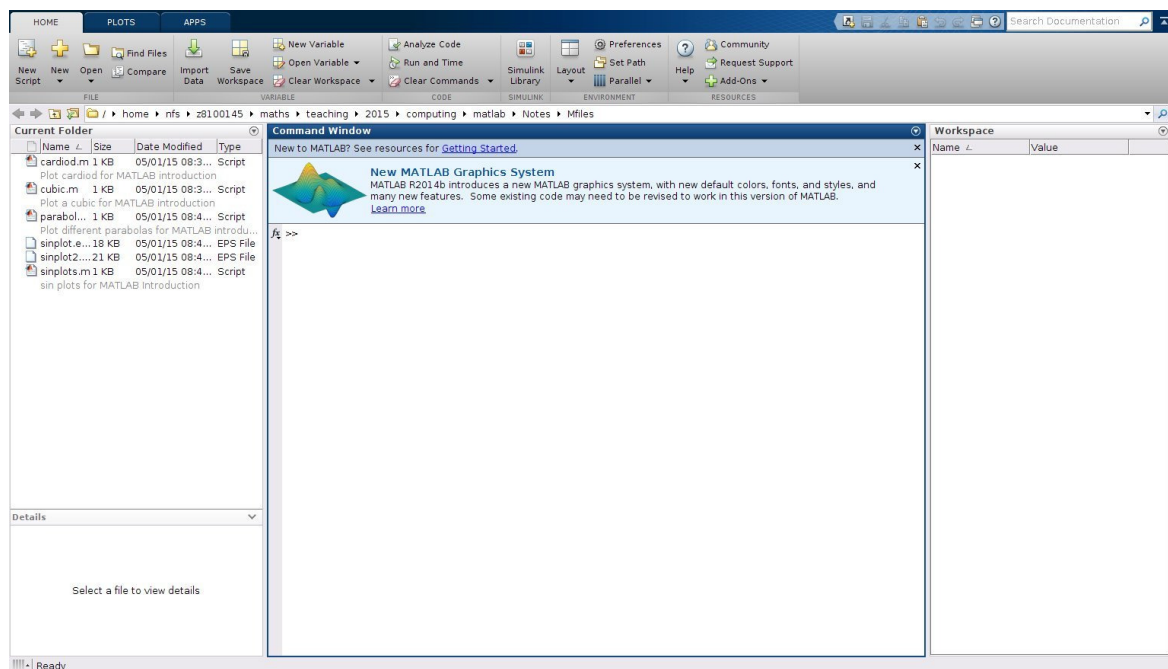 HOME PLOTS APPS
Search Documentation
New Script
New
Open
Find Files
Compare
Import Data
Save Workspace
New Variable
Open Variable
Clear Workspace
Analyze Code
Run and Time
Clear Commands
Simulink Library
Layout
Preferences
Set Path
Parallel
Help
Community
Request Support
Add-Ons
FILE VARIABLE CODE SIMULINK ENVIRONMENT RESOURCES
/ home nfs z8100145 maths teaching 2015 computing matlab Notes Mfiles
Current Folder
Name Size Date Modified Type
cardiod.m 1 KB 05/01/15 08:3... Script
Plot cardiod for MATLAB introduction
cubic.m 1 KB 05/01/15 08:3... Script
Plot a cubic for MATLAB introduction
parabol... 1 KB 05/01/15 08:4... Script
Plot different parabolas for MATLAB introdu...
sinplot.e... 18 KB 05/01/15 08:4... EPS File
sinplot2.... 21 KB 05/01/15 08:4... EPS File
sinplots.m 1 KB 05/01/15 08:4... Script
sin plots for MATLAB Introduction
Details
Select a file to view details
Command Window
New to MATLAB? See resources for Getting Started.
New MATLAB Graphics System
MATLAB R2014b introduces a new MATLAB graphics system, with new default colors, fonts, and styles, and
many new features. Some existing code may need to be revised to work in this version of MATLAB.
Learn more
fx >>
Workspace
Name Value
Ready